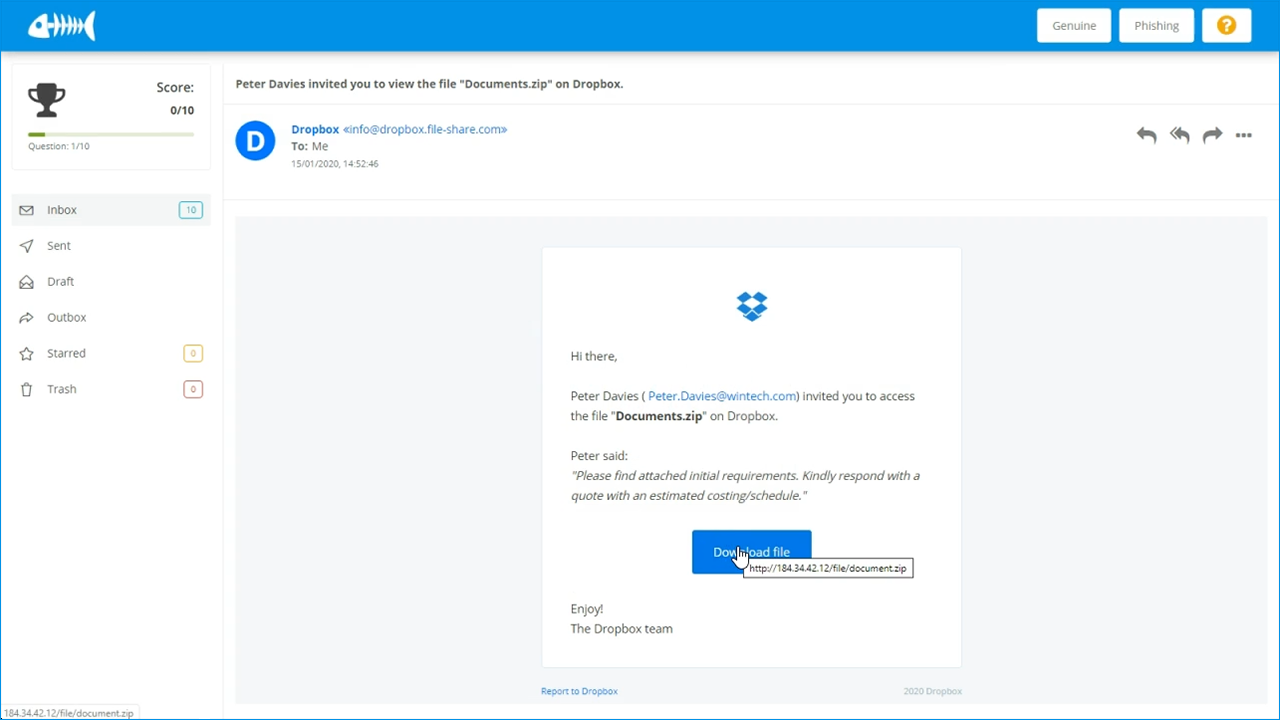 Genuine
Phishing
?
Score:
0/10
Question: 1/10
Inbox
10
Sent
Draft
Outbox
Starred
0
Trash
0
Peter Davies invited you to view the file "Documents.zip" on Dropbox.
D
Dropbox «info@dropbox.file-share.com»
To: Me
15/01/2020, 14:52:46
Hi there,
Peter Davies ( Peter.Davies@wintech.com) invited you to access
the file "Documents.zip" on Dropbox.
Peter said:
"Please find attached initial requirements. Kindly respond with a
quote with an estimated costing/schedule."
Download file
http://184.34.42.12/file/document.zip
Enjoy!
The Dropbox team
Report to Dropbox
2020 Dropbox
184.34.42.12/file/document.zip